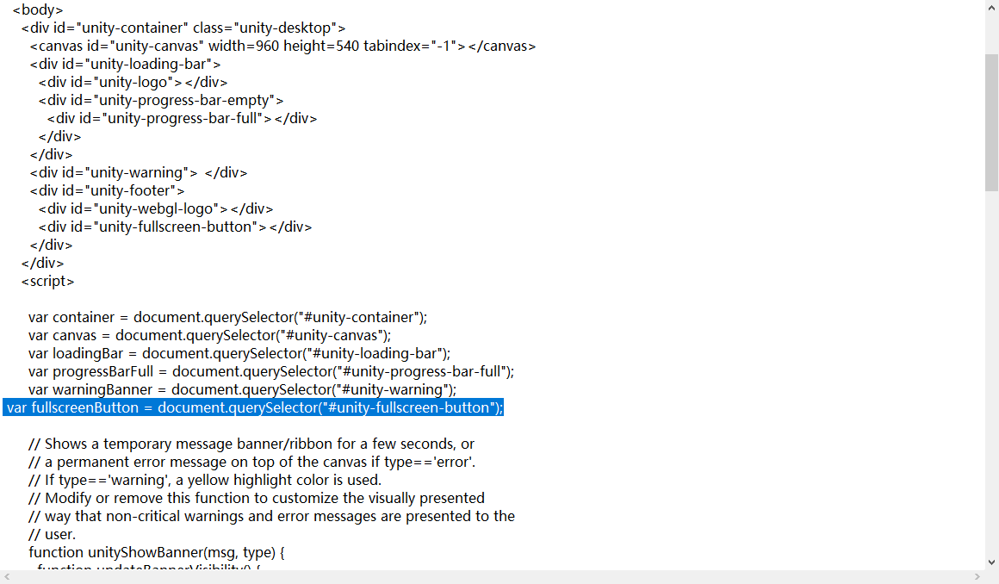 <body>
<div id="unity-container" class="unity-desktop">
<canvas id="unity-canvas" width=960 height=540 tabindex="-1"></canvas>
<div id="unity-loading-bar">
<div id="unity-logo"></div>
<div id="unity-progress-bar-empty">
<div id="unity-progress-bar-full"></div>
</div>
</div>
<div id="unity-warning"> </div>
<div id="unity-footer">
<div id="unity-webgl-logo"></div>
<div id="unity-fullscreen-button"></div>
</div>
</div>
<script>
var container = document.querySelector("#unity-container");
var canvas = document.querySelector("#unity-canvas");
var loadingBar = document.querySelector("#unity-loading-bar");
var progressBarFull = document.querySelector("#unity-progress-bar-full");
var warningBanner = document.querySelector("#unity-warning");
var fullscreenButton = document.querySelector("#unity-fullscreen-button");
// Shows a temporary message banner/ribbon for a few seconds, or
// a permanent error message on top of the canvas if type=='error'.
// If type=='warning', a yellow highlight color is used.
// Modify or remove this function to customize the visually presented
// way that non-critical warnings and error messages are presented to the
// user.
function unityShowBanner(msg, type) {
function updateBannerVisibility() {